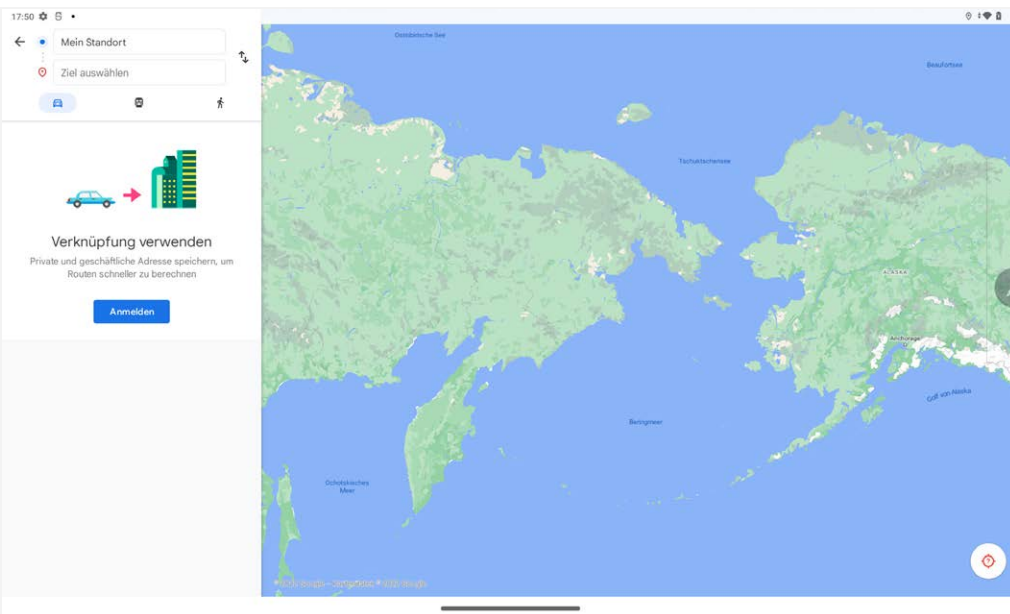 17:50
Mein Standort
Ziel auswählen
Verknüpfung verwenden
Private und geschäftliche Adresse speichern, um
Routen schneller zu berechnen
Anmelden
Ostsibirische See
Beaufortsee
Tschuktschensee
ALASKA
Anchorage
Golf von Alaska
Beringmeer
Ochotskisches
Meer
Google